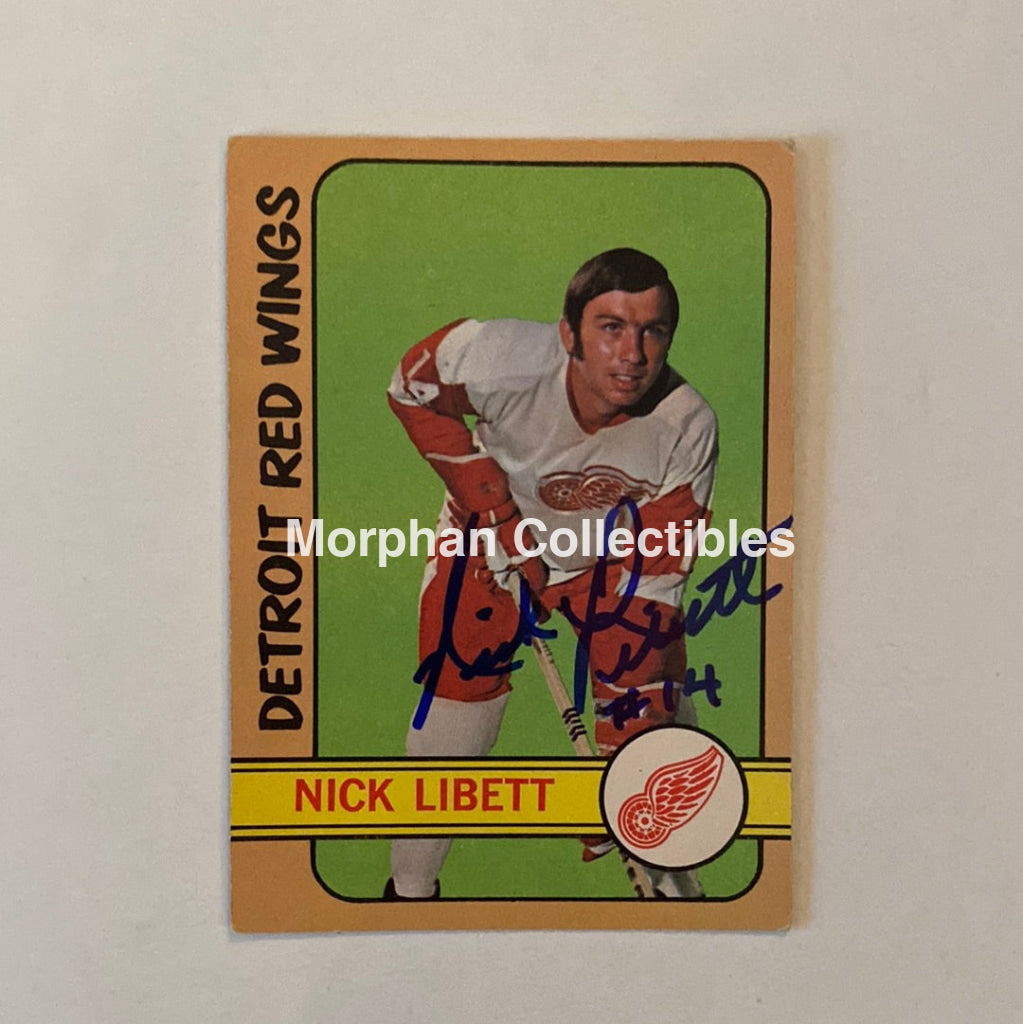 DETROIT RED WINGS
Morphan Collectibles
Nick Libett
#14
NICK LIBETT